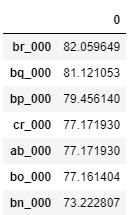 0
br_000 82.059649
bq_000 81.121053
bp_000 79.456140
cr_000 77.171930
ab_000 77.171930
bo_000 77.161404
bn_000 73.222807